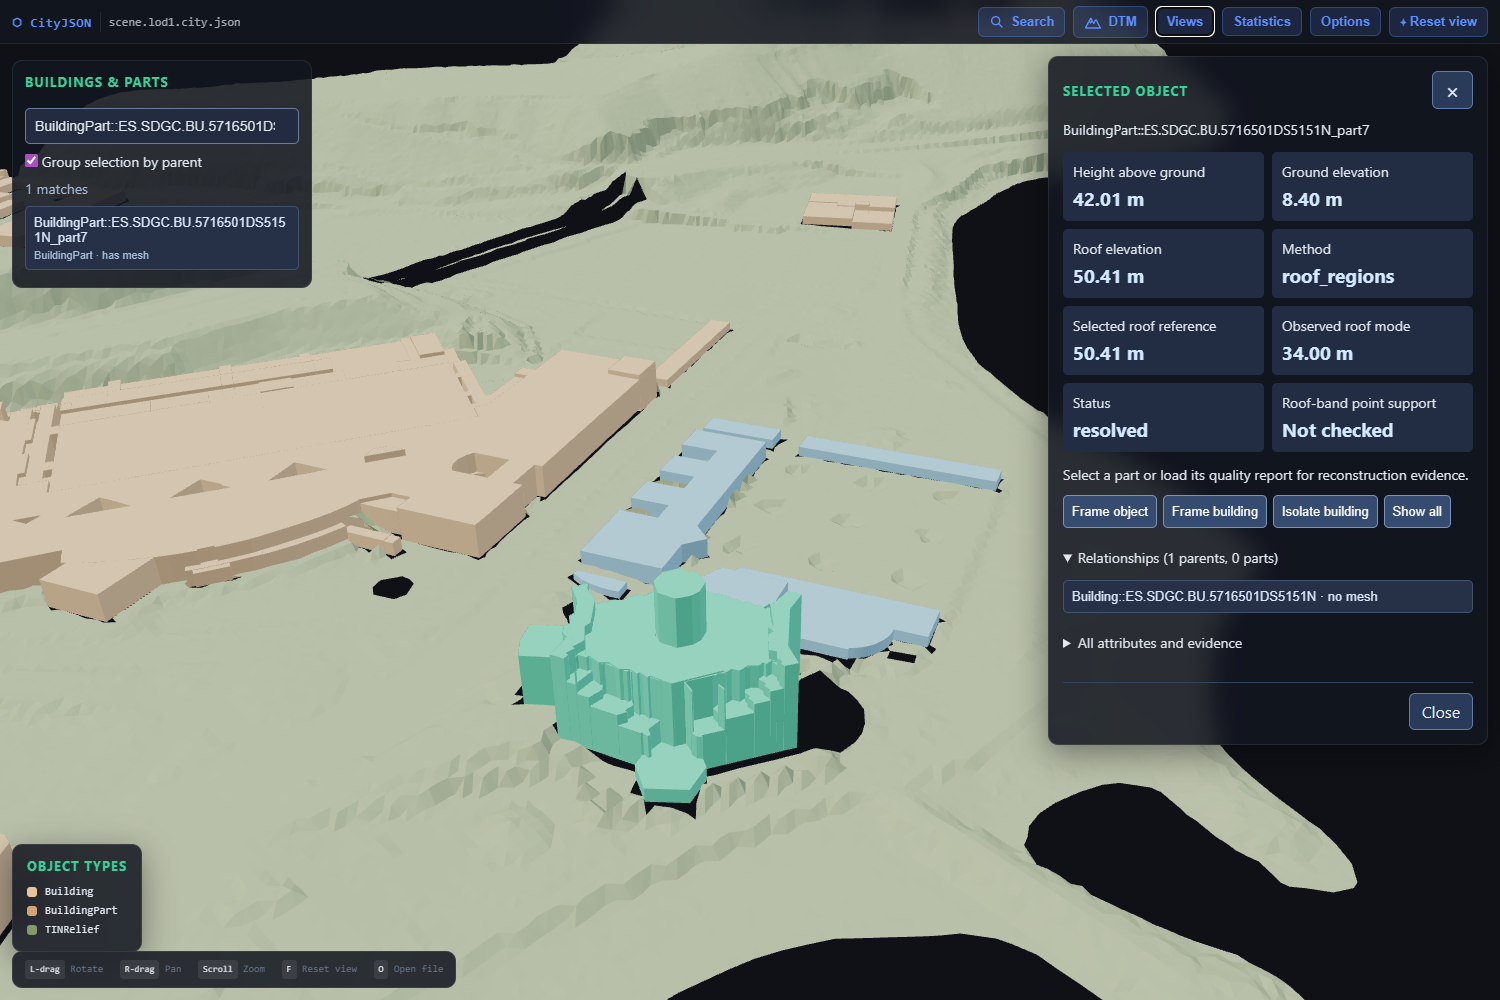 CityJSON
scene.lod1.city.json
Search
DTM
Views
Statistics
Options
Reset view
BUILDINGS & PARTS
BuildingPart::ES.SDGC.BU.5716501DS
Group selection by parent
1 matches
BuildingPart::ES.SDGC.BU.5716501DS515
1N_part7
BuildingPart · has mesh
SELECTED OBJECT
×
BuildingPart::ES.SDGC.BU.5716501DS5151N_part7
Height above ground
42.01 m
Ground elevation
8.40 m
Roof elevation
50.41 m
Method
roof_regions
Selected roof reference
50.41 m
Observed roof mode
34.00 m
Status
resolved
Roof-band point support
Not checked
Select a part or load its quality report for reconstruction evidence.
Frame object
Frame building
Isolate building
Show all
▼ Relationships (1 parents, 0 parts)
Building::ES.SDGC.BU.5716501DS5151N · no mesh
▶ All attributes and evidence
Close
OBJECT TYPES
Building
BuildingPart
TINRelief
L-drag Rotate R-drag Pan Scroll Zoom F Reset view O Open file